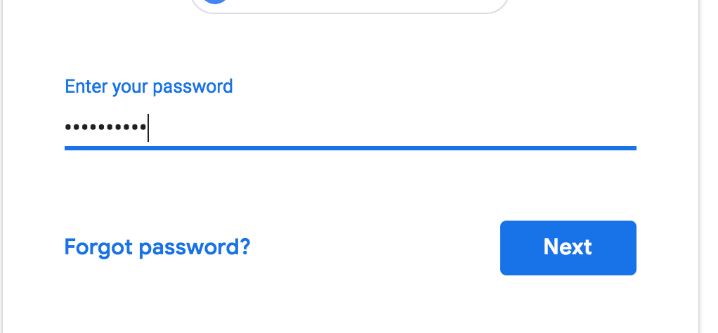 Enter your password
••••••••••
Forgot password?
Next